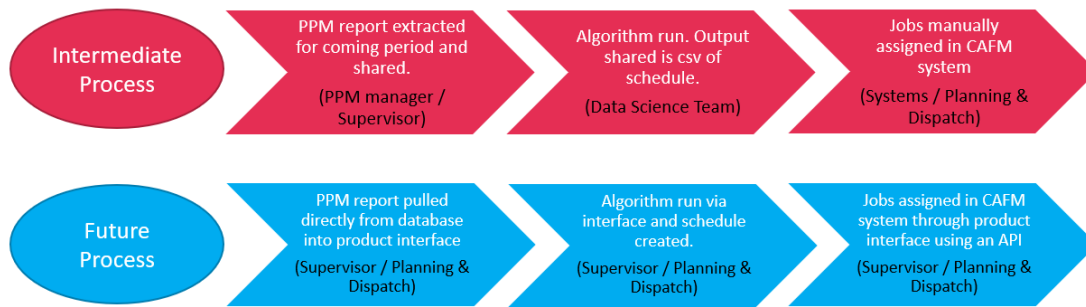 Intermediate
Process
PPM report extracted
for coming period and
shared.
(PPM manager /
Supervisor)
Algorithm run. Output
shared is csv of
schedule.
(Data Science Team)
Jobs manually
assigned in CAFM
system
(Systems / Planning &
Dispatch)
Future
Process
PPM report pulled
directly from database
into product interface
(Supervisor / Planning &
Dispatch)
Algorithm run via
interface and schedule
created.
(Supervisor / Planning &
Dispatch)
Jobs assigned in CAFM
system through product
interface using an API
(Supervisor / Planning &
Dispatch)